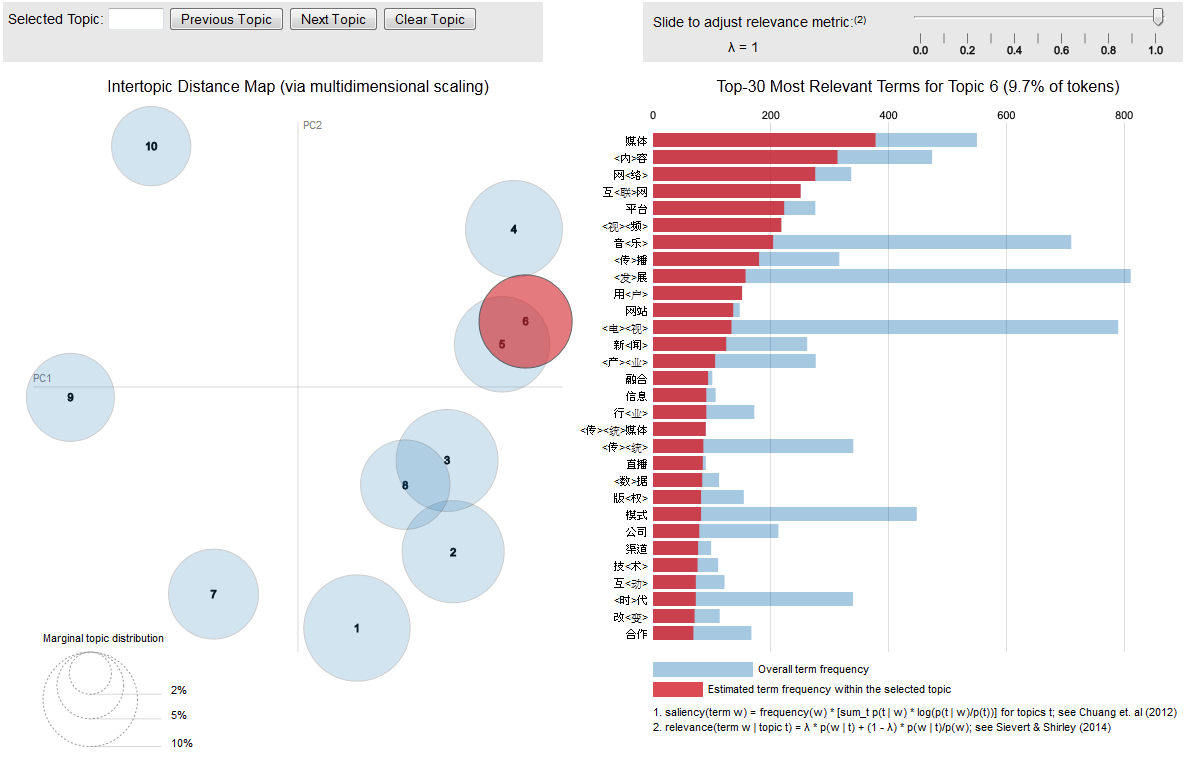 Selected Topic:
Previous Topic
Next Topic
Clear Topic
Slide to adjust relevance metric:(2)
λ = 1
0.0
0.2
0.4
0.6
0.8
1.0
Intertopic Distance Map (via multidimensional scaling)
PC2
PC1
10
4
6
5
9
3
8
2
7
1
Marginal topic distribution
2%
5%
10%
Top-30 Most Relevant Terms for Topic 6 (9.7% of tokens)
0
200
400
600
800
媒体
<内>容
网<络>
互<联>网
平台
<视><频>
音<乐>
<传>播
<发>展
用<户>
网站
<电><视>
新<闻>
<产><业>
融合
信息
行<业>
<传><统>媒体
<传><统>
直播
<数>据
版<权>
模式
公司
渠道
技<术>
互<动>
<时>代
改<变>
合作
Overall term frequency
Estimated term frequency within the selected topic
1. saliency(term w) = frequency(w) * [sum_t p(t | w) * log(p(t | w)/p(t))] for topics t; see Chuang et. al (2012)
2. relevance(term w | topic t) = λ * p(w | t) + (1 - λ) * p(w | t)/p(w); see Sievert & Shirley (2014)